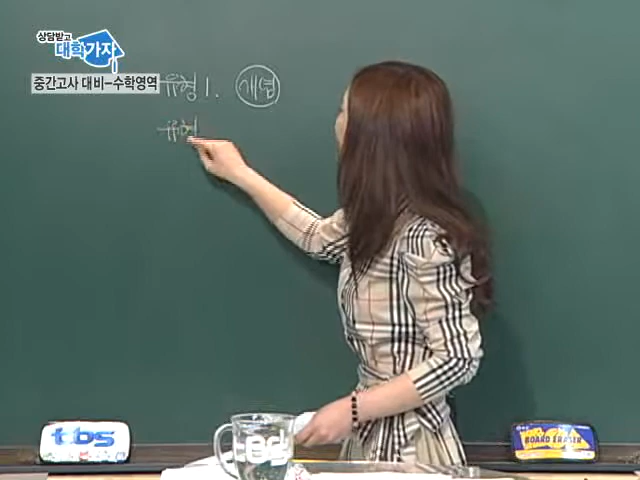 상담받고
대학가자
중간고사 대비-수학영역
유형 1. 개념
유형
tbs
BOARD ERASER